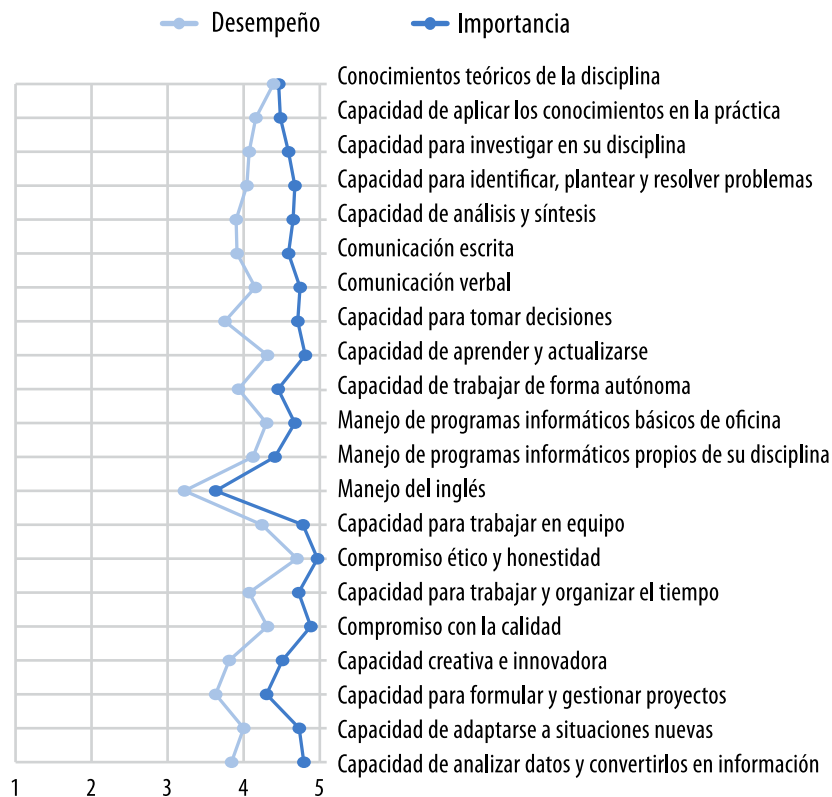 Desempeño Importancia
Conocimientos teóricos de la disciplina
Capacidad de aplicar los conocimientos en la práctica
Capacidad para investigar en su disciplina
Capacidad para identificar, plantear y resolver problemas
Capacidad de análisis y síntesis
Comunicación escrita
Comunicación verbal
Capacidad para tomar decisiones
Capacidad de aprender y actualizarse
Capacidad de trabajar de forma autónoma
Manejo de programas informáticos básicos de oficina
Manejo de programas informáticos propios de su disciplina
Manejo del inglés
Capacidad para trabajar en equipo
Compromiso ético y honestidad
Capacidad para trabajar y organizar el tiempo
Compromiso con la calidad
Capacidad creativa e innovadora
Capacidad para formular y gestionar proyectos
Capacidad de adaptarse a situaciones nuevas
Capacidad de analizar datos y convertirlos en información
1 2 3 4 5